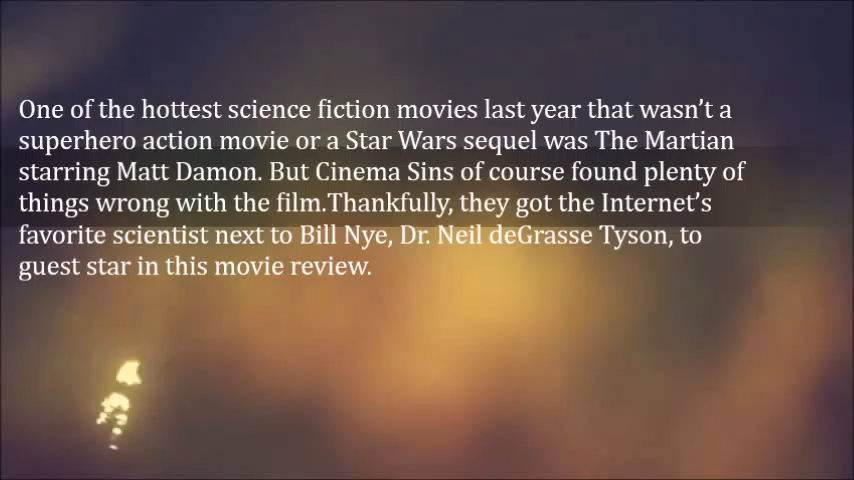 One of the hottest science fiction movies last year that wasn’t a
superhero action movie or a Star Wars sequel was The Martian
starring Matt Damon. But Cinema Sins of course found plenty of
things wrong with the film.Thankfully, they got the Internet’s
favorite scientist next to Bill Nye, Dr. Neil deGrasse Tyson, to
guest star in this movie review.